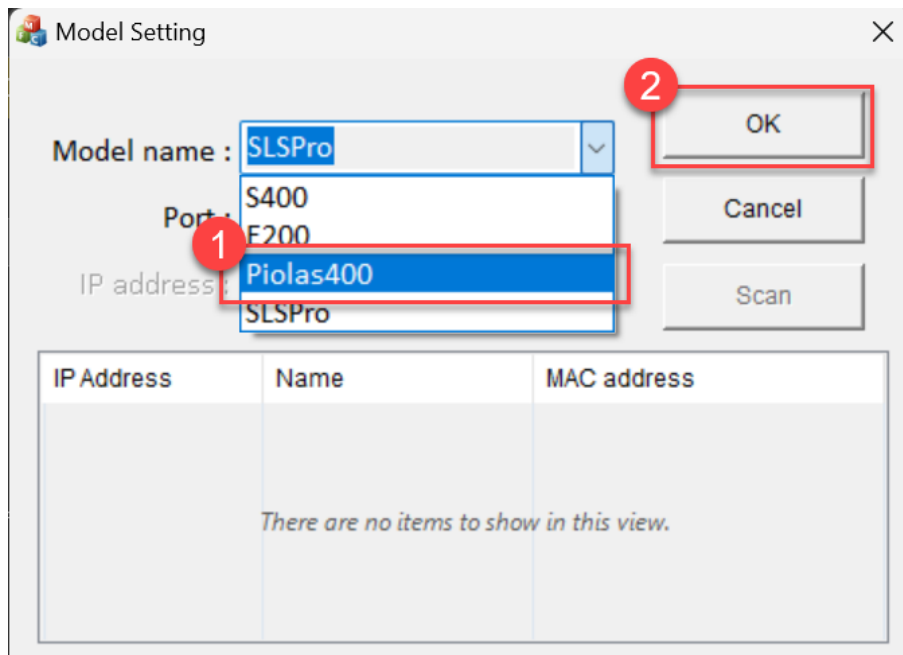 Model Setting
2
Model name : SLSPro
OK
S400
Port :
Cancel
E200
1
Piolas400
IP address :
Scan
SLSPro
IP Address Name MAC address
There are no items to show in this view.